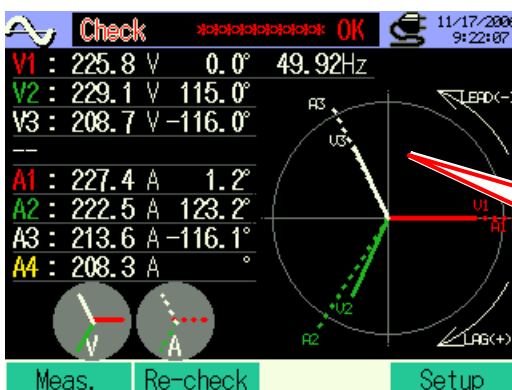 Check ************ OK 11/17/2006
9:22:07
V1 : 225.8 V 0.0° 49.92Hz
V2 : 229.1 V 115.0°
V3 : 208.7 V -116.0°
--
A1 : 227.4 A 1.2°
A2 : 222.5 A 123.2°
A3 : 213.6 A -116.1°
A4 : 208.3 A °
LEAD(-)
A3
V3
V1
A1
V2
A2
LAG(+)
V A
Meas. Re-check Setup